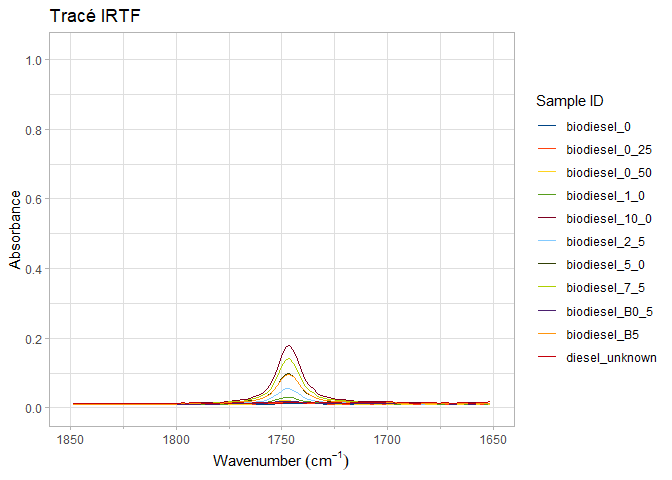 Tracé IRTF
1.0
0.8
0.6
0.4
0.2
0.0
Absorbance
1850
1800
1750
1700
1650
Wavenumber (cm⁻¹)
Sample ID
biodiesel_0
biodiesel_0_25
biodiesel_0_50
biodiesel_1_0
biodiesel_10_0
biodiesel_2_5
biodiesel_5_0
biodiesel_7_5
biodiesel_B0_5
biodiesel_B5
diesel_unknown